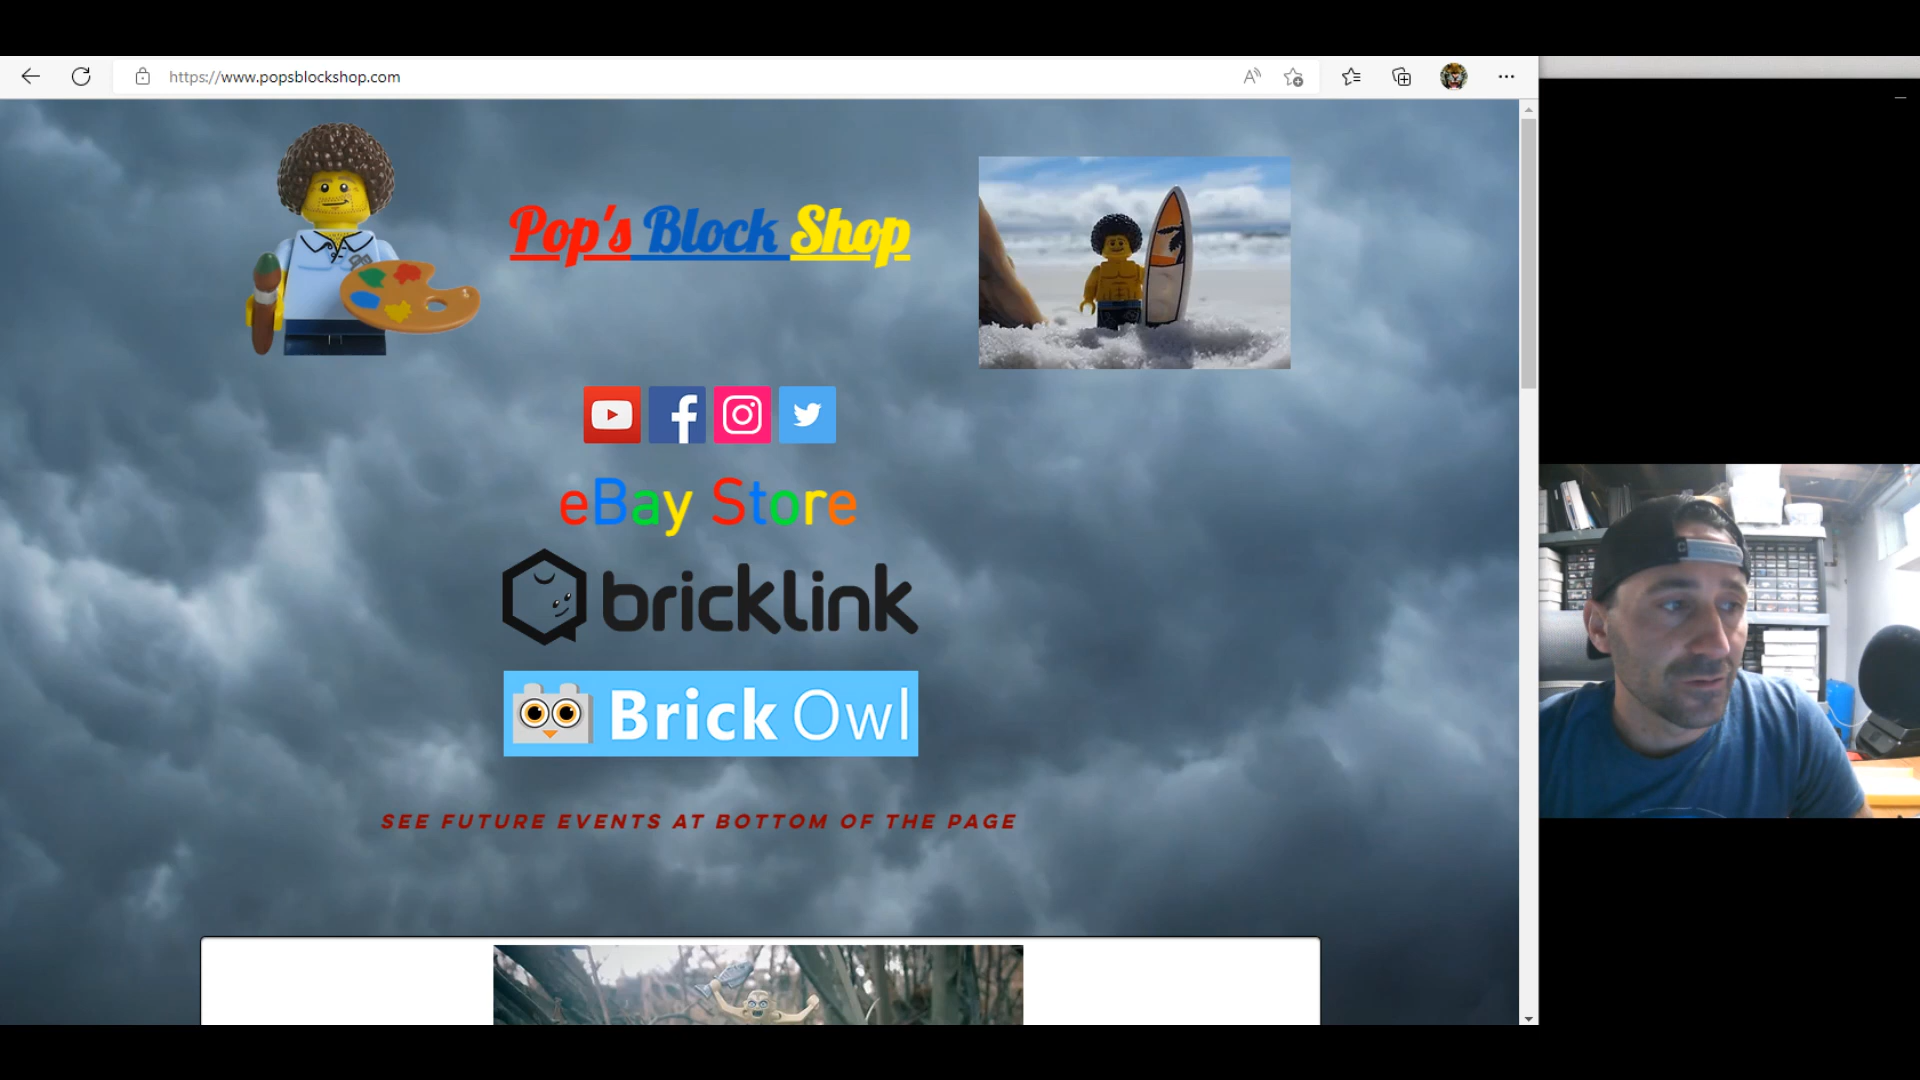 https://www.popsblockshop.com
Pop's Block Shop
eBay Store
bricklink
Brick Owl
SEE FUTURE EVENTS AT BOTTOM OF THE PAGE